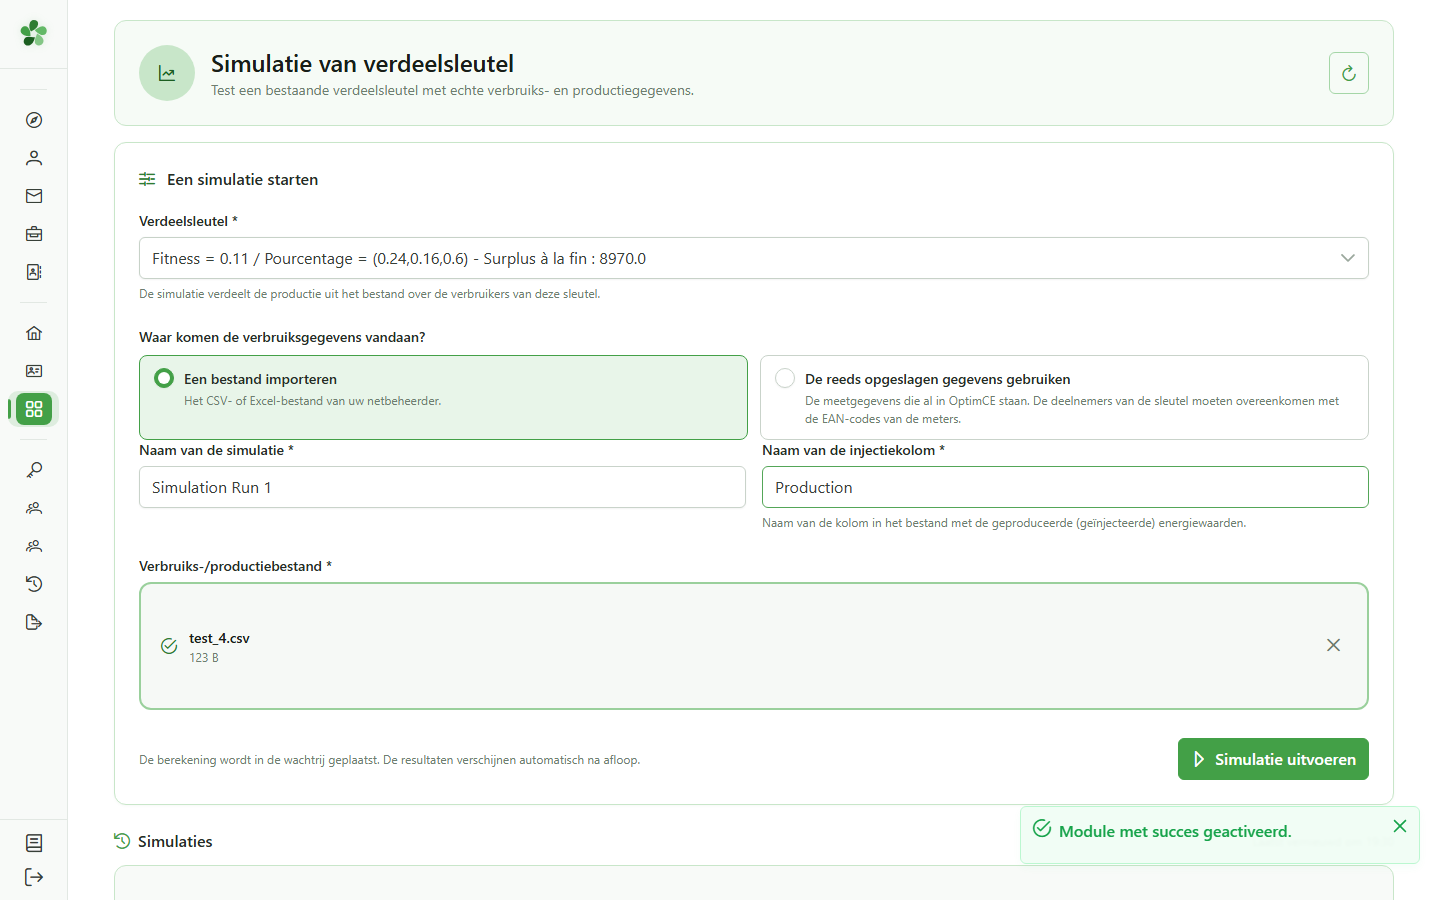 Simulatie van verdeelsleutel
Test een bestaande verdeelsleutel met echte verbruiks- en productiegegevens.
Een simulatie starten
Verdeelsleutel *
Fitness = 0.11 / Pourcentage = (0.24,0.16,0.6) - Surplus à la fin : 8970.0
De simulatie verdeelt de productie uit het bestand over de verbruikers van deze sleutel.
Waar komen de verbruiksgegevens vandaan?
Een bestand importeren
Het CSV- of Excel-bestand van uw netbeheerder.
De reeds opgeslagen gegevens gebruiken
De meetgegevens die al in OptimCE staan. De deelnemers van de sleutel moeten overeenkomen met
de EAN-codes van de meters.
Naam van de simulatie *
Simulation Run 1
Naam van de injectiekolom *
Production
Naam van de kolom in het bestand met de geproduceerde (geïnjecteerde) energiewaarden.
Verbruiks-/productiebestand *
test_4.csv
123 B
De berekening wordt in de wachtrij geplaatst. De resultaten verschijnen automatisch na afloop.
Simulatie uitvoeren
Simulaties
Module met succes geactiveerd.